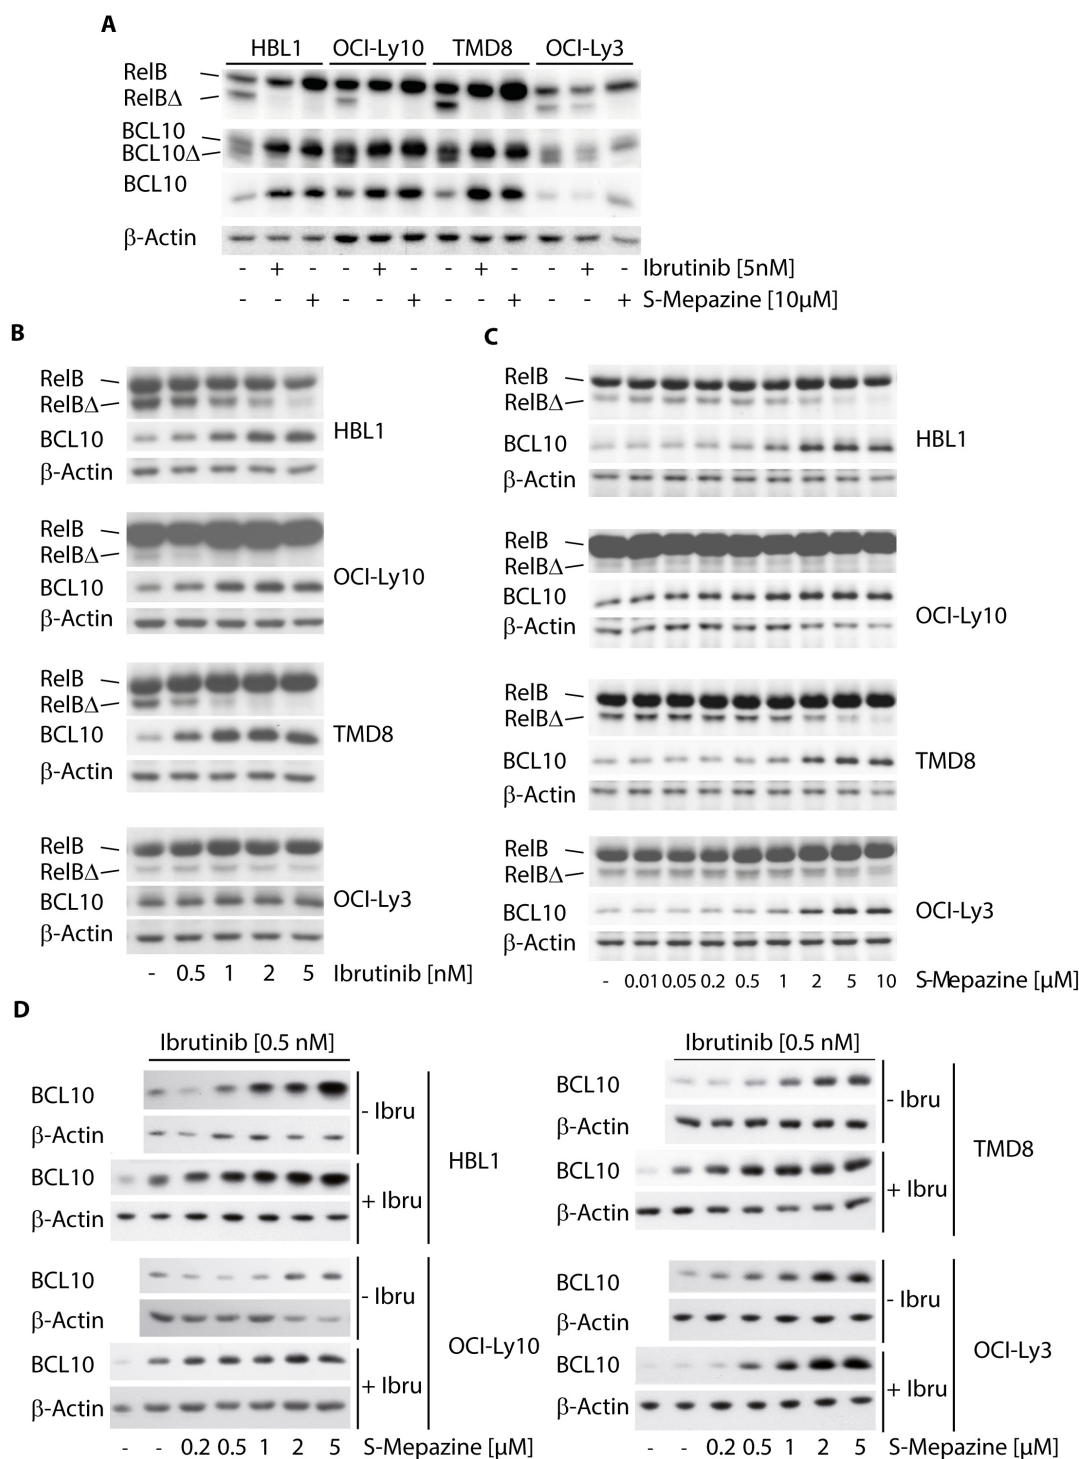 A
HBL1 OCI-Ly10 TMD8 OCI-Ly3
RelB
RelBΔ
BCL10
BCL10Δ
BCL10
β-Actin
- + - - + - - + - - + - Ibrutinib [5nM]
- - + - - + - - + - - + S-Mepazine [10µM]
B
RelB
RelBΔ
BCL10
HBL1
β-Actin
RelB
RelBΔ
BCL10
OCI-Ly10
β-Actin
RelB
RelBΔ
BCL10
TMD8
β-Actin
RelB
RelBΔ
BCL10
OCI-Ly3
β-Actin
- 0.5 1 2 5 Ibrutinib [nM]
C
RelB
RelBΔ
BCL10
HBL1
β-Actin
RelB
RelBΔ
BCL10
OCI-Ly10
β-Actin
RelB
RelBΔ
BCL10
TMD8
β-Actin
RelB
RelBΔ
BCL10
OCI-Ly3
β-Actin
- 0.01 0.05 0.2 0.5 1 2 5 10 S-Mepazine [µM]
D
Ibrutinib [0.5 nM]
BCL10
- Ibru
β-Actin
HBL1
BCL10
+ Ibru
β-Actin
BCL10
- Ibru
β-Actin
OCI-Ly10
BCL10
+ Ibru
β-Actin
- - 0.2 0.5 1 2 5 S-Mepazine [µM]
Ibrutinib [0.5 nM]
BCL10
- Ibru
β-Actin
TMD8
BCL10
+ Ibru
β-Actin
BCL10
- Ibru
β-Actin
OCI-Ly3
BCL10
+ Ibru
β-Actin
- - 0.2 0.5 1 2 5 S-Mepazine [µM]